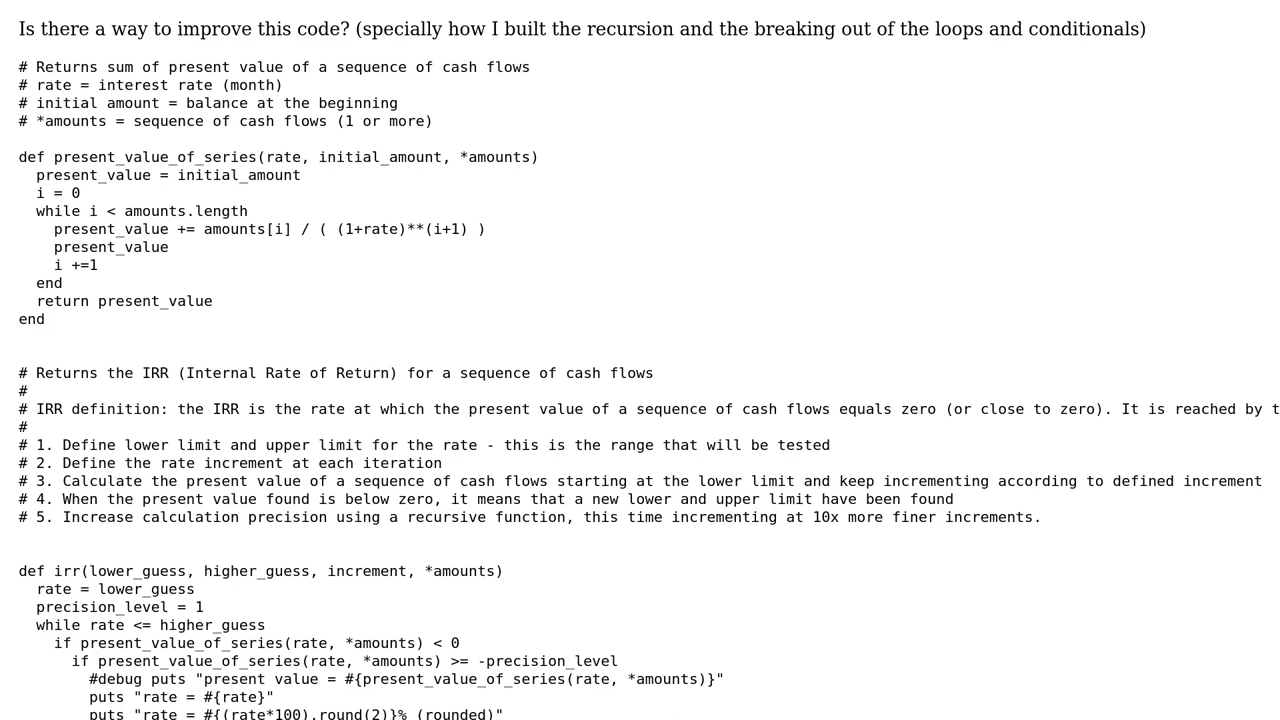 Is there a way to improve this code? (specially how I built the recursion and the breaking out of the loops and conditionals)
# Returns sum of present value of a sequence of cash flows
# rate = interest rate (month)
# initial amount = balance at the beginning
# *amounts = sequence of cash flows (1 or more)
def present_value_of_series(rate, initial_amount, *amounts)
  present_value = initial_amount
  i = 0
  while i < amounts.length
    present_value += amounts[i] / ( (1+rate)**(i+1) )
    present_value
    i +=1
  end
  return present_value
end
# Returns the IRR (Internal Rate of Return) for a sequence of cash flows
#
# IRR definition: the IRR is the rate at which the present value of a sequence of cash flows equals zero (or close to zero). It is reached by t
#
# 1. Define lower limit and upper limit for the rate - this is the range that will be tested
# 2. Define the rate increment at each iteration
# 3. Calculate the present value of a sequence of cash flows starting at the lower limit and keep incrementing according to defined increment
# 4. When the present value found is below zero, it means that a new lower and upper limit have been found
# 5. Increase calculation precision using a recursive function, this time incrementing at 10x more finer increments.
def irr(lower_guess, higher_guess, increment, *amounts)
  rate = lower_guess
  precision_level = 1
  while rate <= higher_guess
    if present_value_of_series(rate, *amounts) < 0
      if present_value_of_series(rate, *amounts) >= -precision_level
        #debug puts "present value = #{present_value_of_series(rate, *amounts)}"
        puts "rate = #{rate}"
        puts "rate = #{(rate*100).round(2)}% (rounded)"